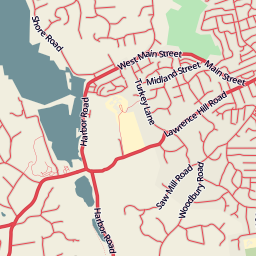 Shore Road
West Main Street
Midland Street
Main Street
Turkey Lane
Harbor Road
Lawrence Hill Road
Saw Mill Road
Woodbury Road
Harbor Road